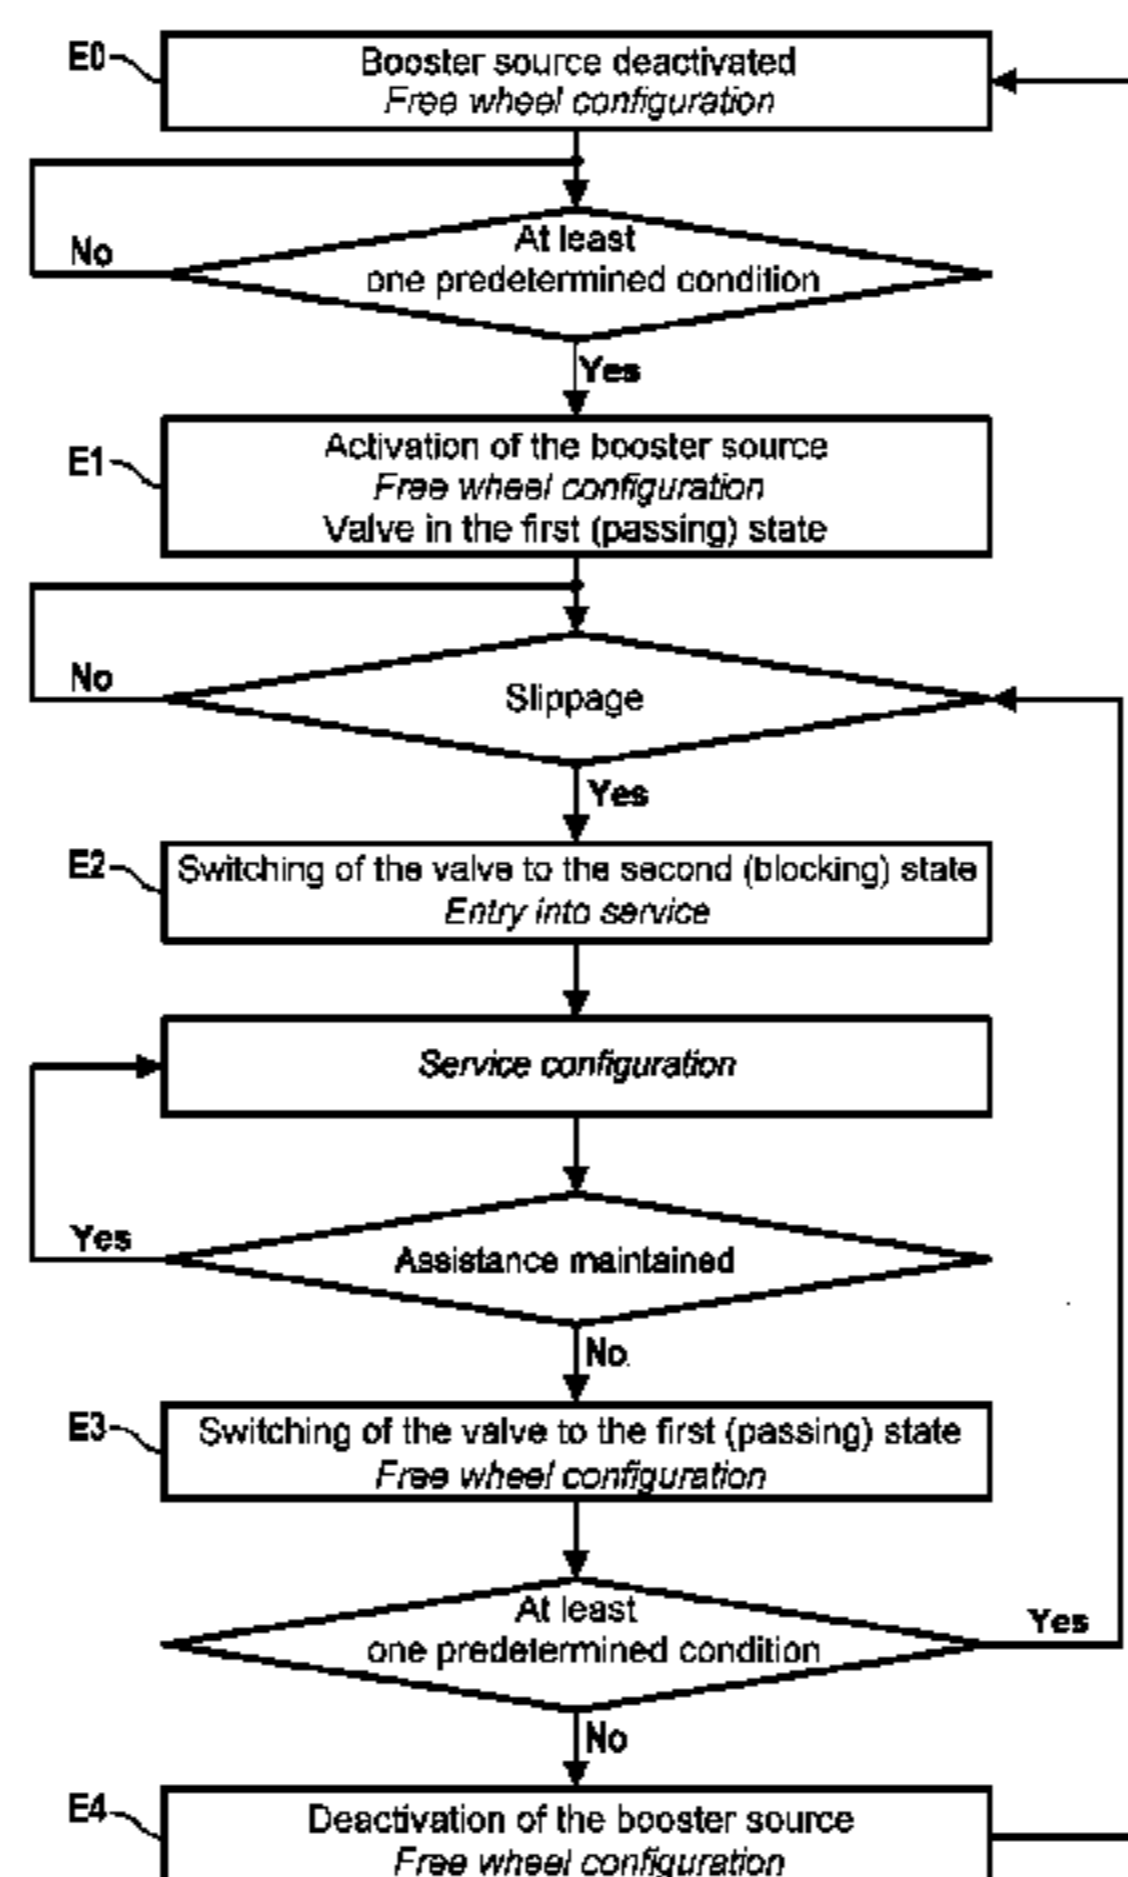 E0
Booster source deactivated
Free wheel configuration
No
At least
one predetermined condition
Yes
E1
Activation of the booster source
Free wheel configuration
Valve in the first (passing) state
No
Slippage
Yes
E2
Switching of the valve to the second (blocking) state
Entry into service
Service configuration
Yes
Assistance maintained
No
E3
Switching of the valve to the first (passing) state
Free wheel configuration
At least
one predetermined condition
Yes
No
E4
Deactivation of the booster source
Free wheel configuration